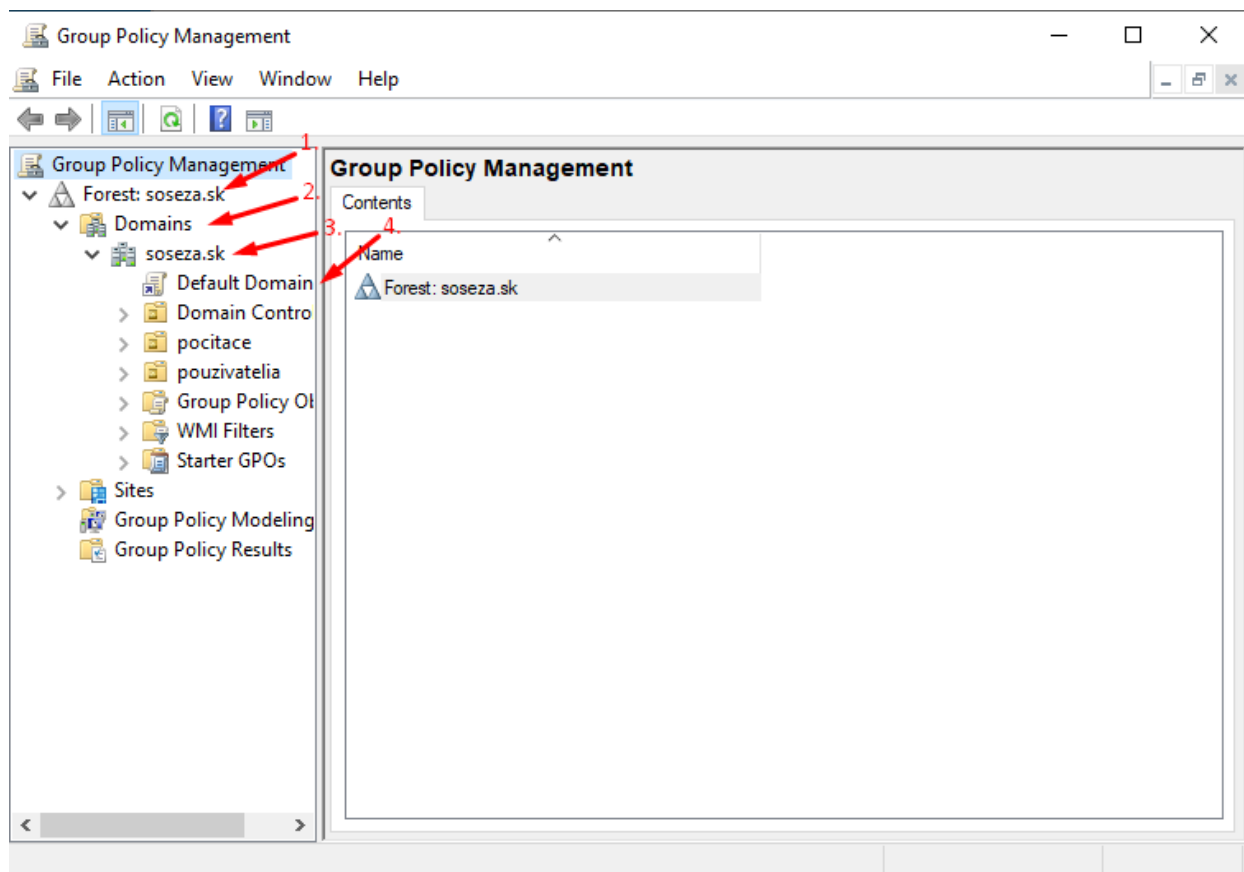 Group Policy Management
File Action View Window Help
1.
Group Policy Management
Group Policy Management
Forest: soseza.sk
2.
Contents
Domains
3.
4.
soseza.sk
Name
Default Domain
Forest: soseza.sk
Domain Contro
pocitace
pouzivatelia
Group Policy Ob
WMI Filters
Starter GPOs
Sites
Group Policy Modeling
Group Policy Results